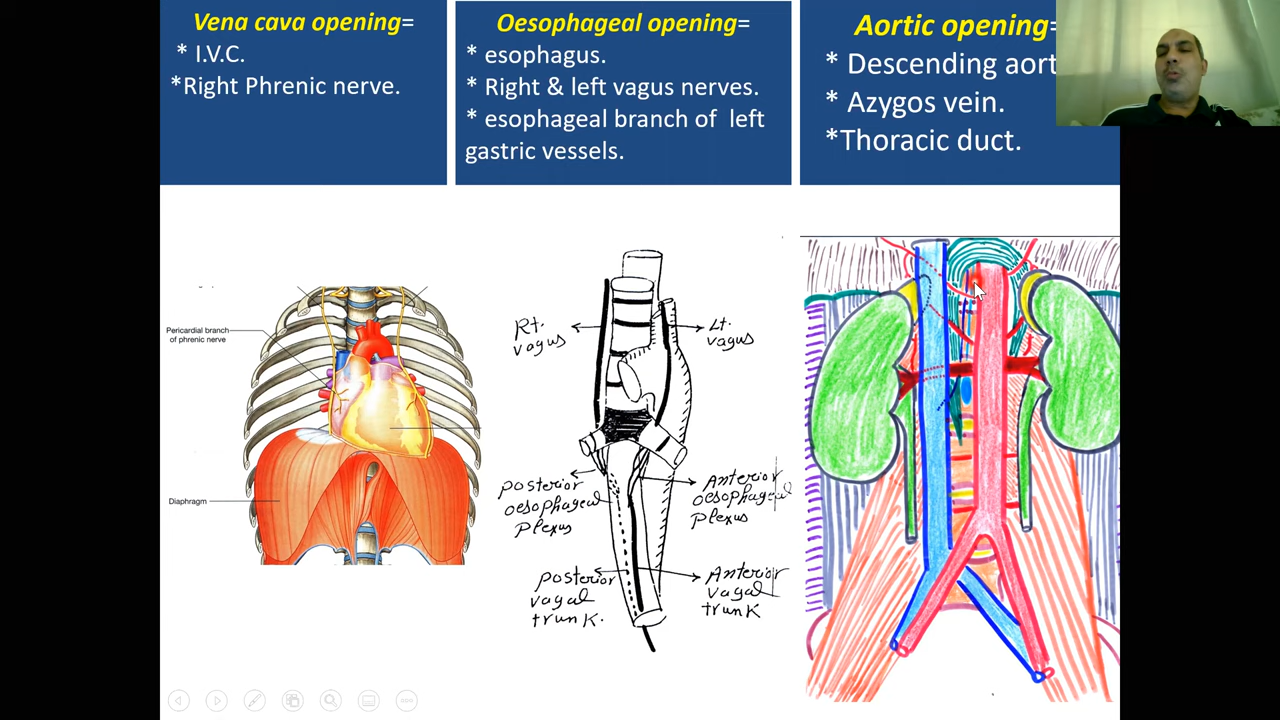 Vena cava opening=
* I.V.C.
*Right Phrenic nerve.
Oesophageal opening=
* esophagus.
* Right & left vagus nerves.
* esophageal branch of left
gastric vessels.
Aortic opening=
* Descending aort
* Azygos vein.
*Thoracic duct.
Pericardial branch
of phrenic nerve
Diaphragm
Rt.
vagus
Lt.
vagus
posterior
oesophageal
plexus
Anterior
oesophageal
plexus
posterior
vagal
trunk.
Anterior
vagal
trunk